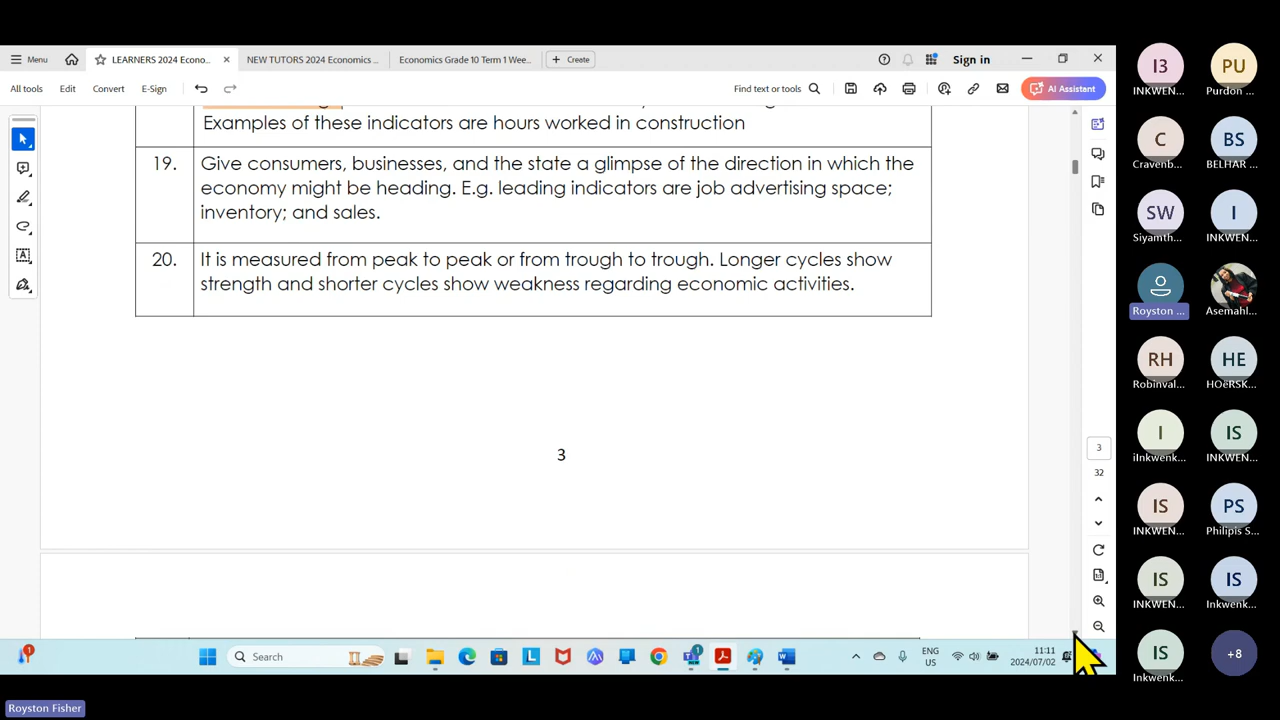 Menu
LEARNERS 2024 Econo...
NEW TUTORS 2024 Economics ...
Economics Grade 10 Term 1 Wee...
+ Create
Sign in
All tools Edit Convert E-Sign
Find text or tools
AI Assistant
Examples of these indicators are hours worked in construction
19. Give consumers, businesses, and the state a glimpse of the direction in which the
economy might be heading. E.g. leading indicators are job advertising space;
inventory; and sales.
20. It is measured from peak to peak or from trough to trough. Longer cycles show
strength and shorter cycles show weakness regarding economic activities.
3
3
32
Search
ENG
US
11:11
2024/07/02
I3
INKWEN...
PU
Purdon ...
C
Cravenb...
BS
BELHAR ...
SW
Siyamth...
I
INKWEN...
Royston ...
Asemahl...
RH
Robinval...
HE
HOëRSK...
I
iInkwenk...
IS
INKWEN...
IS
INKWEN...
PS
Philipis S...
IS
INKWEN...
IS
Inkwenk...
IS
Inkwenk...
+8
Royston Fisher